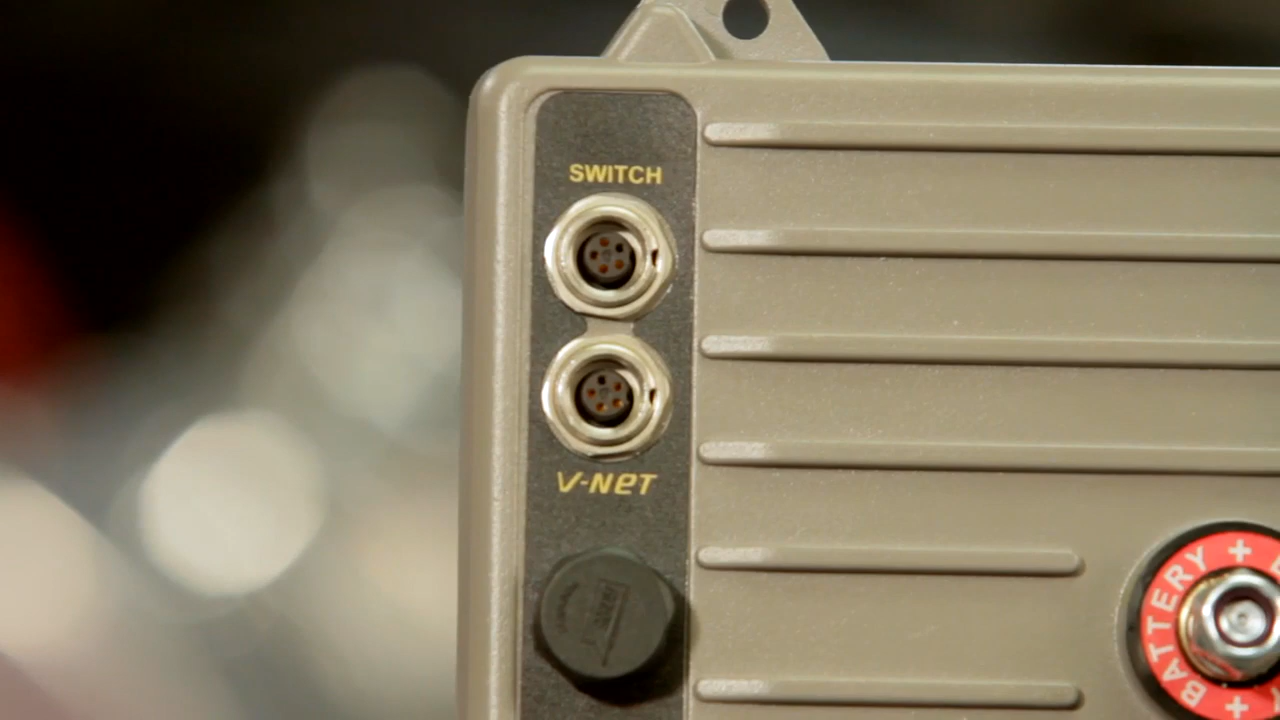 SWITCH
V-NET
BATTERY +
+